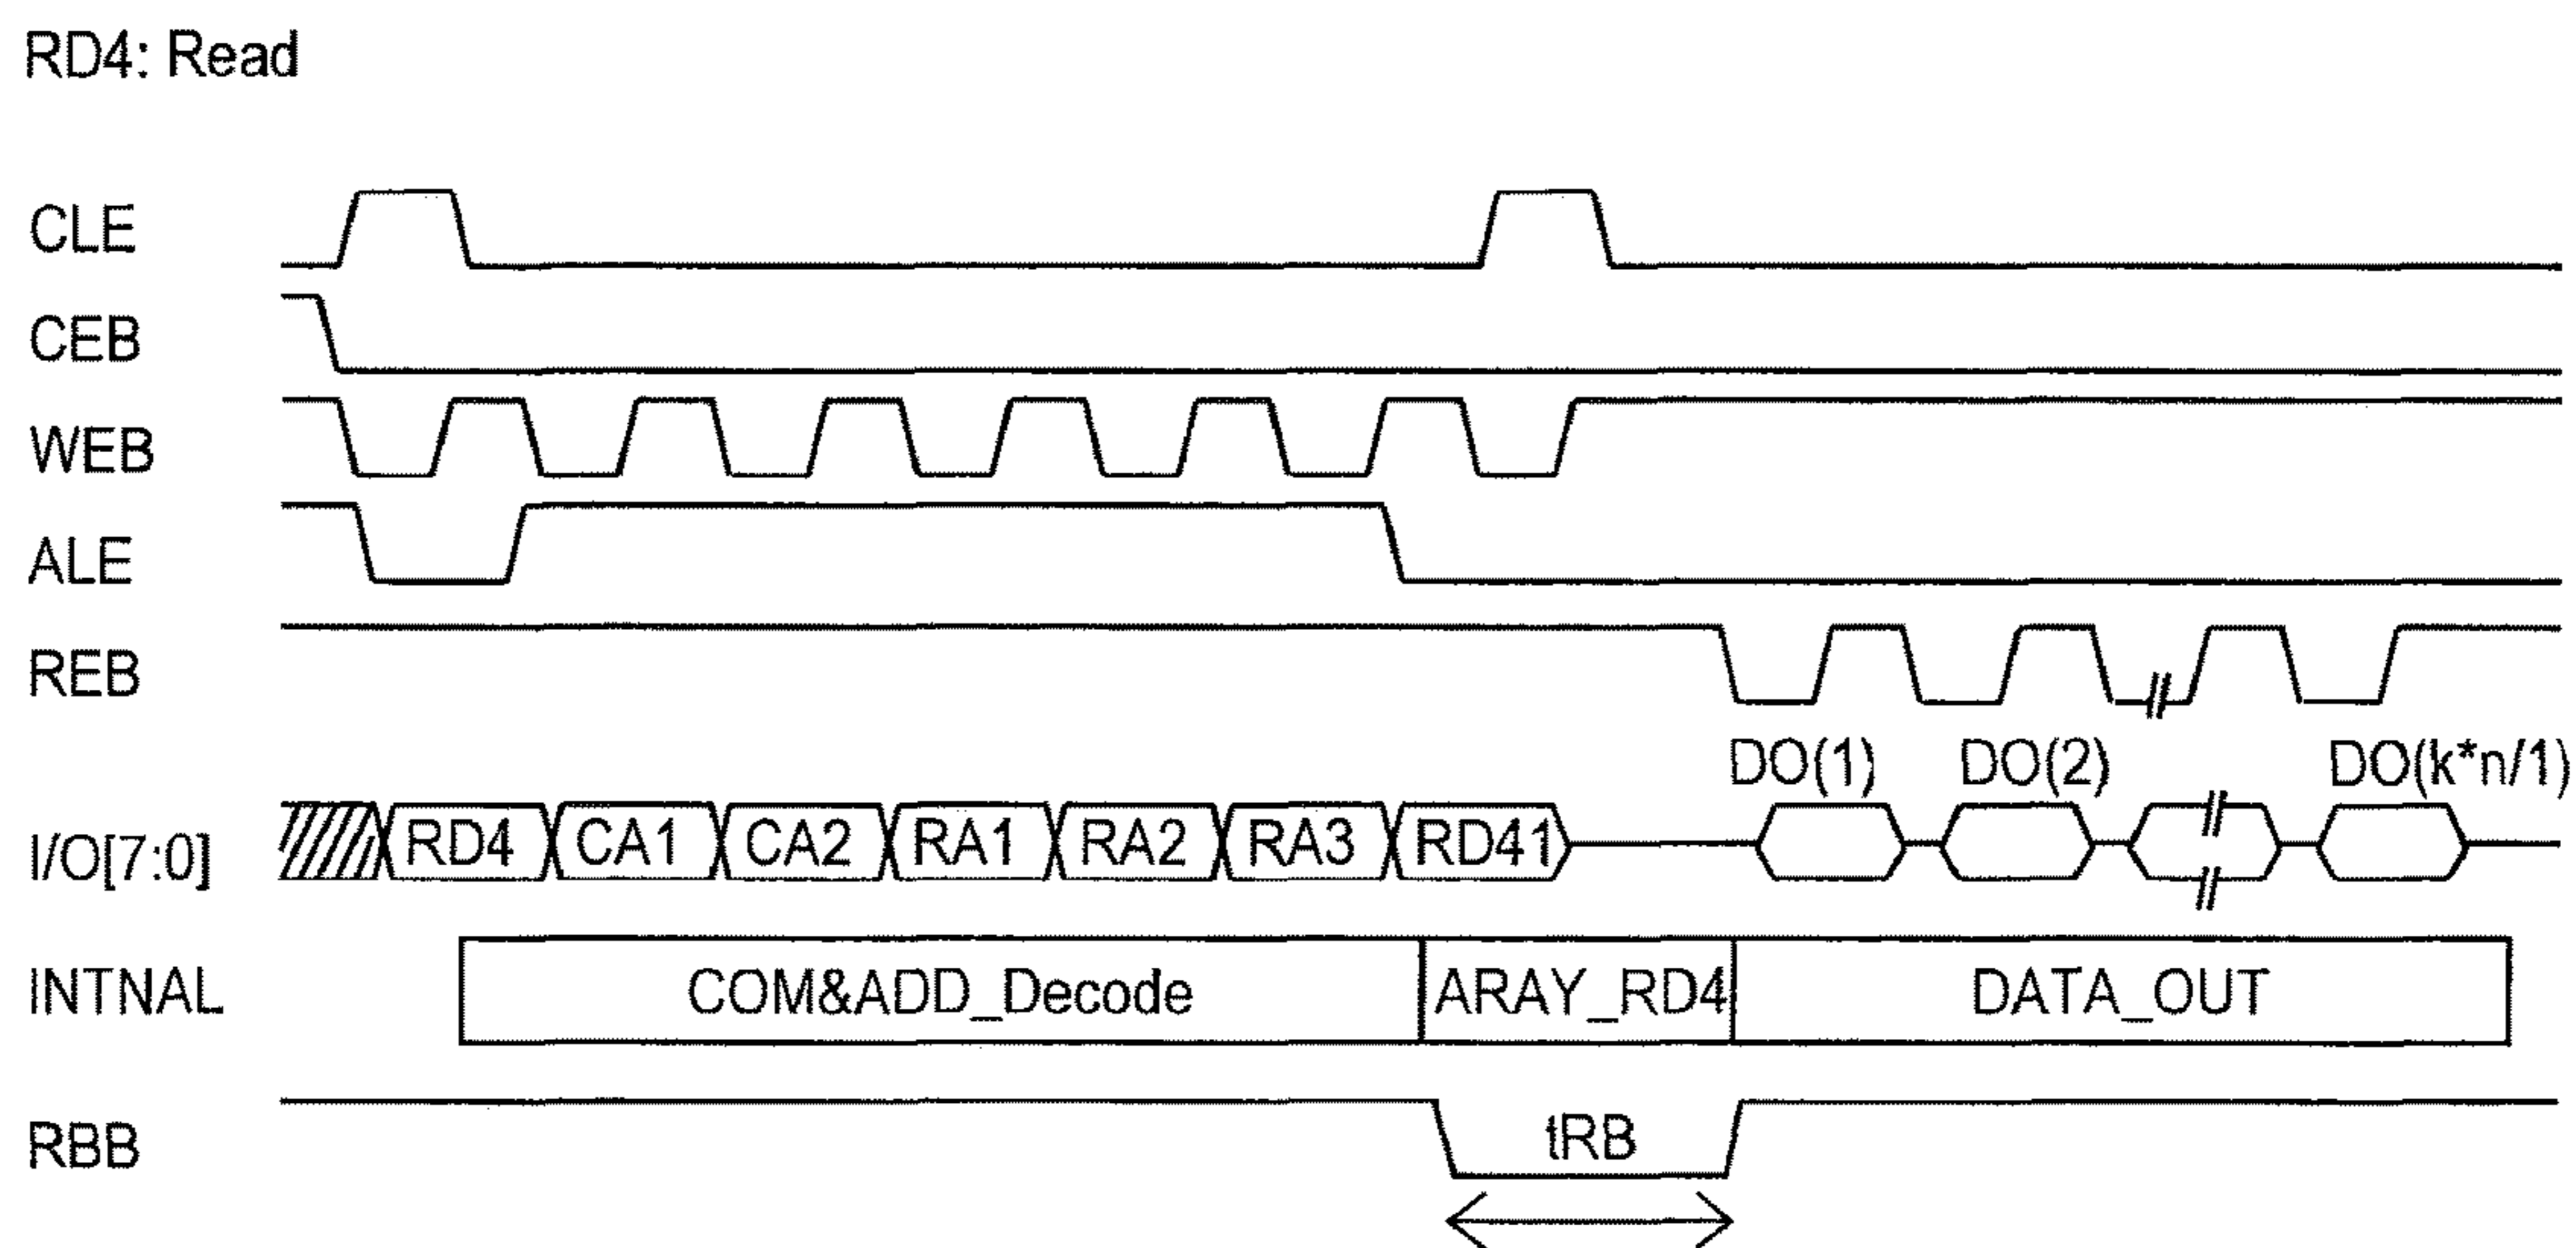 RD4: Read
CLE
CEB
WEB
ALE
REB
DO(1) DO(2) DO(k*n/1)
I/O[7:0] RD4 CA1 CA2 RA1 RA2 RA3 RD41
INTNAL COM&ADD_Decode ARAY_RD4 DATA_OUT
RBB tRB